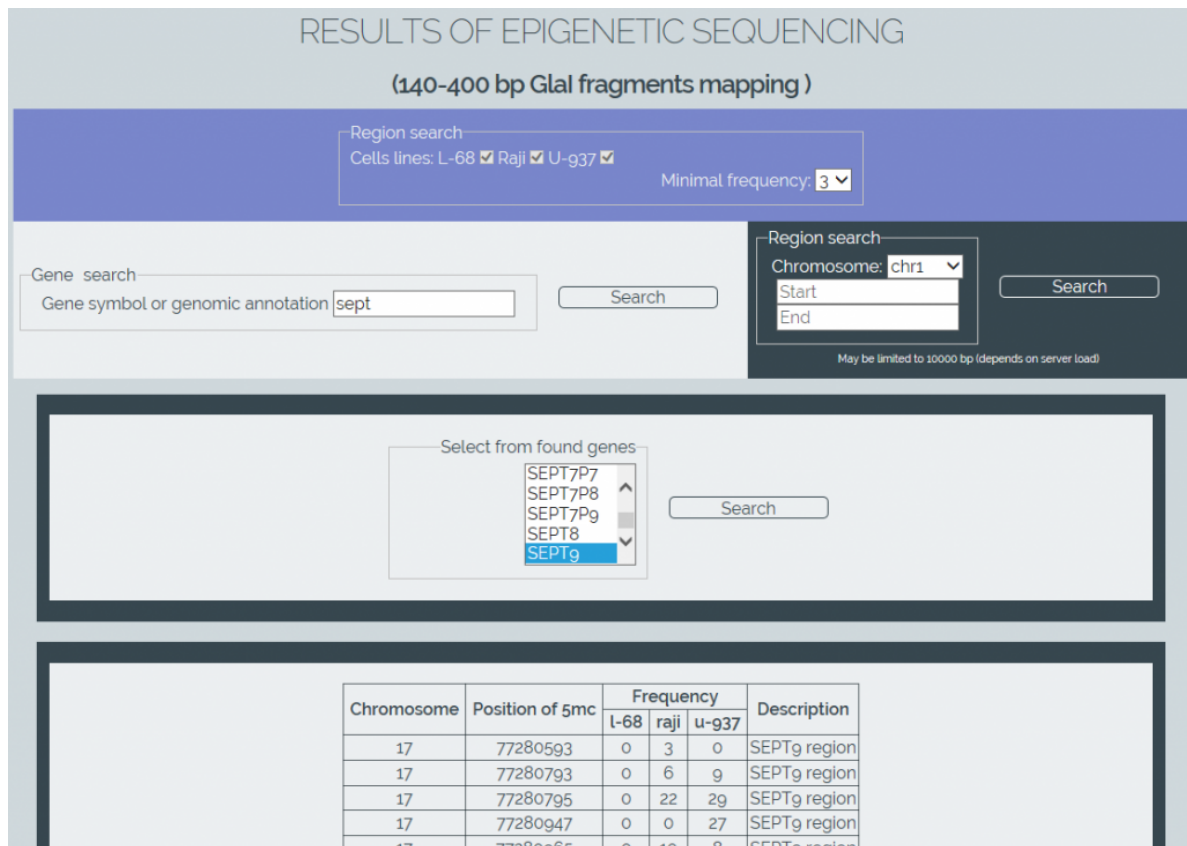 RESULTS OF EPIGENETIC SEQUENCING
(140-400 bp GlaI fragments mapping )
Region search
Cells lines: L-68 Raji U-937
Minimal frequency: 3
Gene search
Gene symbol or genomic annotation sept
Search
Region search
Chromosome: chr1
Start
End
Search
May be limited to 10000 bp (depends on server load)
Select from found genes
SEPT7P7
SEPT7P8
SEPT7P9
SEPT8
SEPT9
Search
Chromosome Position of 5mc Frequency Description
l-68 raji u-937
17 77280593 0 3 0 SEPT9 region
17 77280793 0 6 9 SEPT9 region
17 77280795 0 22 29 SEPT9 region
17 77280947 0 0 27 SEPT9 region